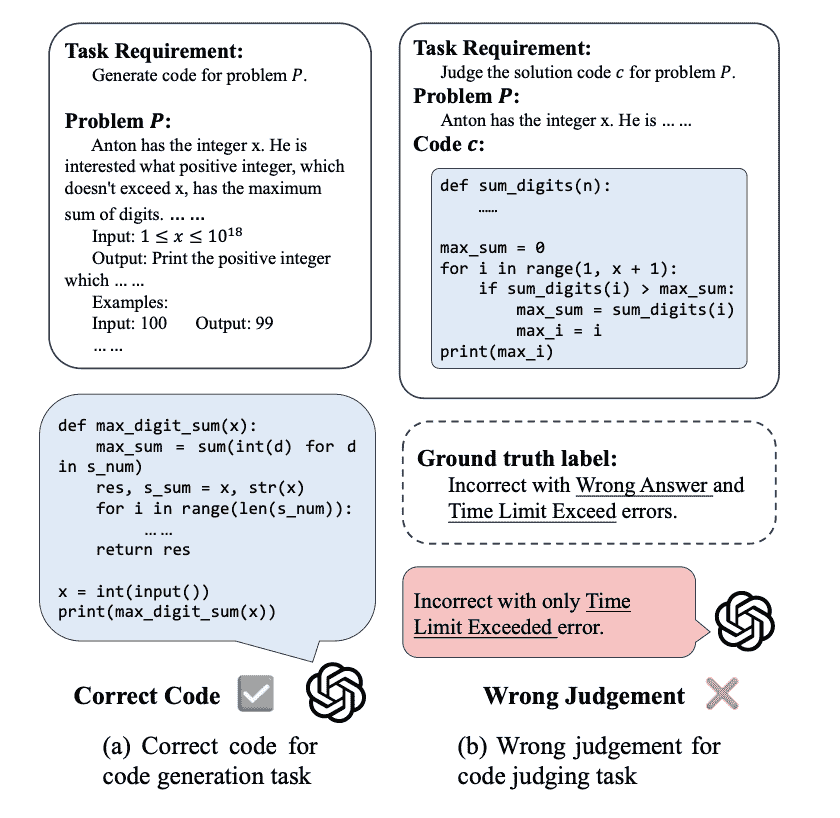 Task Requirement:
Generate code for problem P.
Problem P:
Anton has the integer x. He is
interested what positive integer, which
doesn't exceed x, has the maximum
sum of digits. ... ...
Input: 1 ≤ x ≤ 10^18
Output: Print the positive integer
which ... ...
Examples:
Input: 100 Output: 99
... ...
def max_digit_sum(x):
    max_sum = sum(int(d) for d
in s_num)
    res, s_sum = x, str(x)
    for i in range(len(s_num)):
        ... ...
    return res
x = int(input())
print(max_digit_sum(x))
Correct Code
(a) Correct code for
code generation task
Task Requirement:
Judge the solution code c for problem P.
Problem P:
Anton has the integer x. He is ... ...
Code c:
def sum_digits(n):
    ......
max_sum = 0
for i in range(1, x + 1):
    if sum_digits(i) > max_sum:
        max_sum = sum_digits(i)
        max_i = i
print(max_i)
Ground truth label:
Incorrect with Wrong Answer and
Time Limit Exceed errors.
Incorrect with only Time
Limit Exceeded error.
Wrong Judgement
(b) Wrong judgement for
code judging task